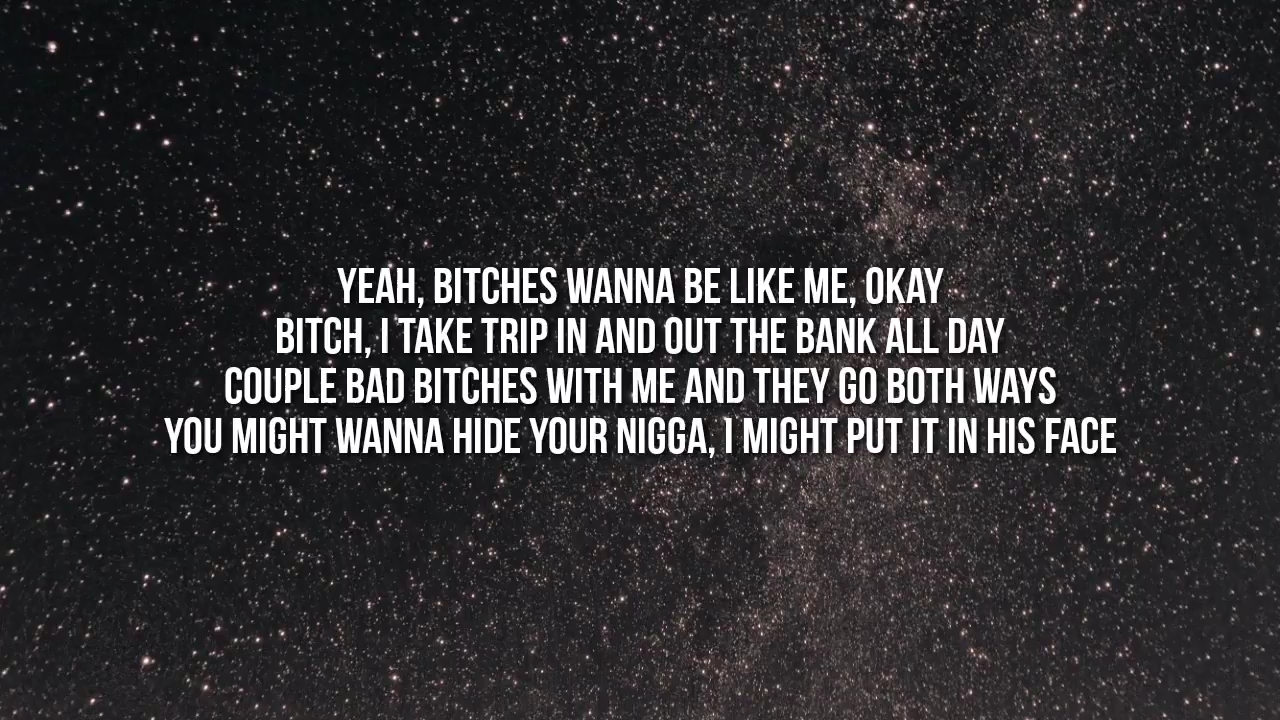 YEAH, BITCHES WANNA BE LIKE ME, OKAY
BITCH, I TAKE TRIP IN AND OUT THE BANK ALL DAY
COUPLE BAD BITCHES WITH ME AND THEY GO BOTH WAYS
YOU MIGHT WANNA HIDE YOUR NIGGA, I MIGHT PUT IT IN HIS FACE